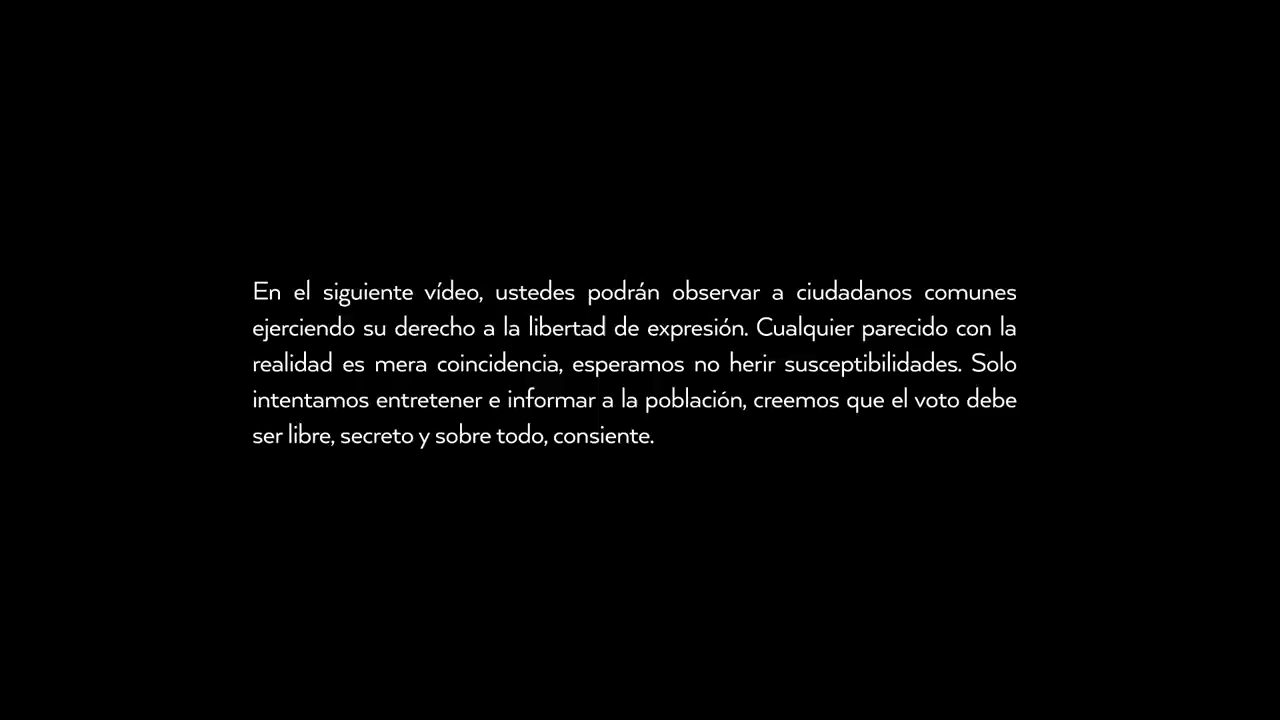 En el siguiente vídeo, ustedes podrán observar a ciudadanos comunes
ejerciendo su derecho a la libertad de expresión. Cualquier parecido con la
realidad es mera coincidencia, esperamos no herir susceptibilidades. Solo
intentamos entretener e informar a la población, creemos que el voto debe
ser libre, secreto y sobre todo, consiente.